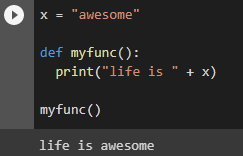 x = "awesome"
def myfunc():
  print("life is " + x)
myfunc()
life is awesome